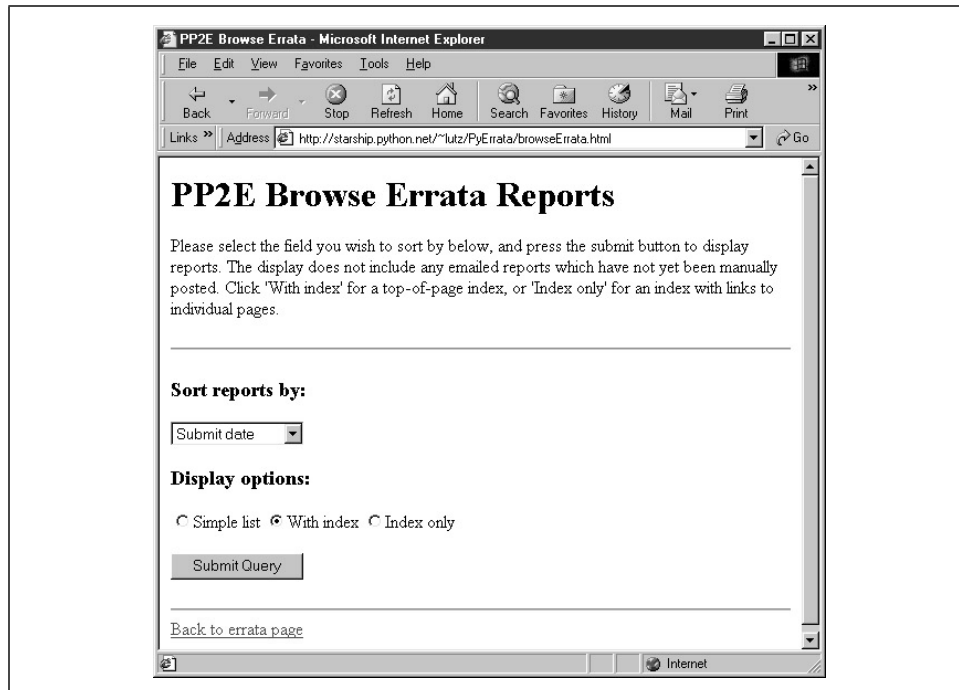 PP2E Browse Errata - Microsoft Internet Explorer
File Edit View Favorites Tools Help
Back Forward Stop Refresh Home Search Favorites History Mail Print »
Links » Address http://starship.python.net/~lutz/PyErrata/browseErrata.html Go
PP2E Browse Errata Reports
Please select the field you wish to sort by below, and press the submit button to display
reports. The display does not include any emailed reports which have not yet been manually
posted. Click 'With index' for a top-of-page index, or 'Index only' for an index with links to
individual pages.
Sort reports by:
Submit date
Display options:
Simple list With index Index only
Submit Query
Back to errata page
Internet